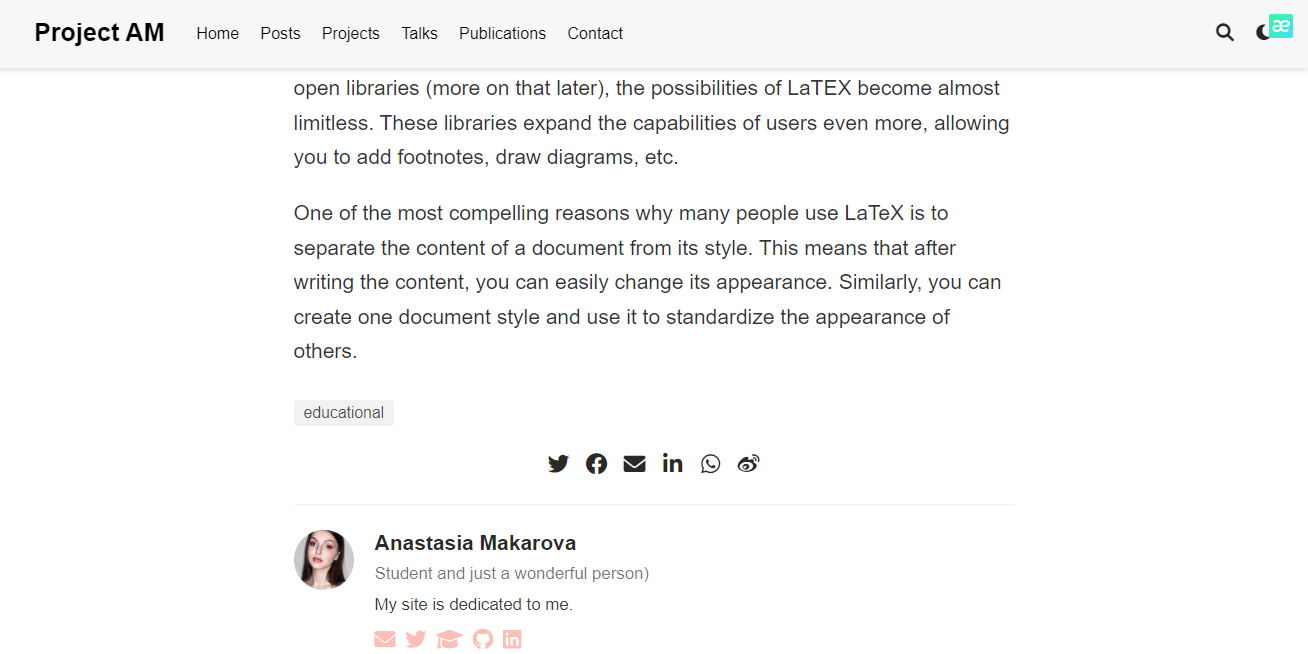 Project AM Home Posts Projects Talks Publications Contact
æ
open libraries (more on that later), the possibilities of LaTEX become almost
limitless. These libraries expand the capabilities of users even more, allowing
you to add footnotes, draw diagrams, etc.
One of the most compelling reasons why many people use LaTeX is to
separate the content of a document from its style. This means that after
writing the content, you can easily change its appearance. Similarly, you can
create one document style and use it to standardize the appearance of
others.
educational
Anastasia Makarova
Student and just a wonderful person)
My site is dedicated to me.